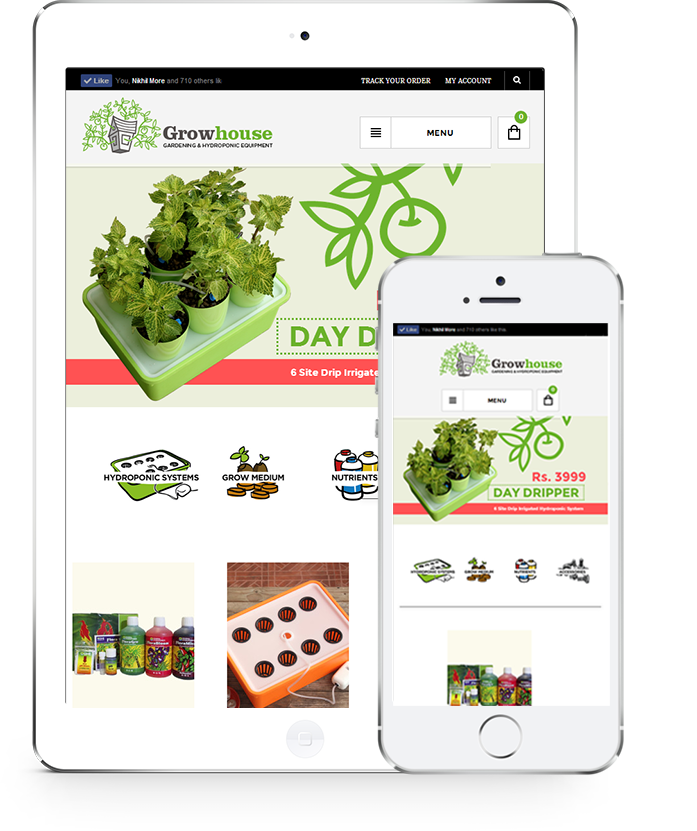 Like You, Nikhil More and 710 others lik
TRACK YOUR ORDER MY ACCOUNT
Growhouse
GARDENING & HYDROPONIC EQUIPMENT
MENU
0
DAY D
6 Site Drip Irrigate
HYDROPONIC SYSTEMS
GROW MEDIUM
NUTRIENTS
Like You, Nikhil More and 710 others like this.
Growhouse
GARDENING & HYDROPONIC EQUIPMENT
MENU
0
Rs. 3999
DAY DRIPPER
6 Site Drip Irrigated Hydroponic System
HYDROPONIC SYSTEMS
GROW MEDIUM
NUTRIENTS
ACCESSORIES